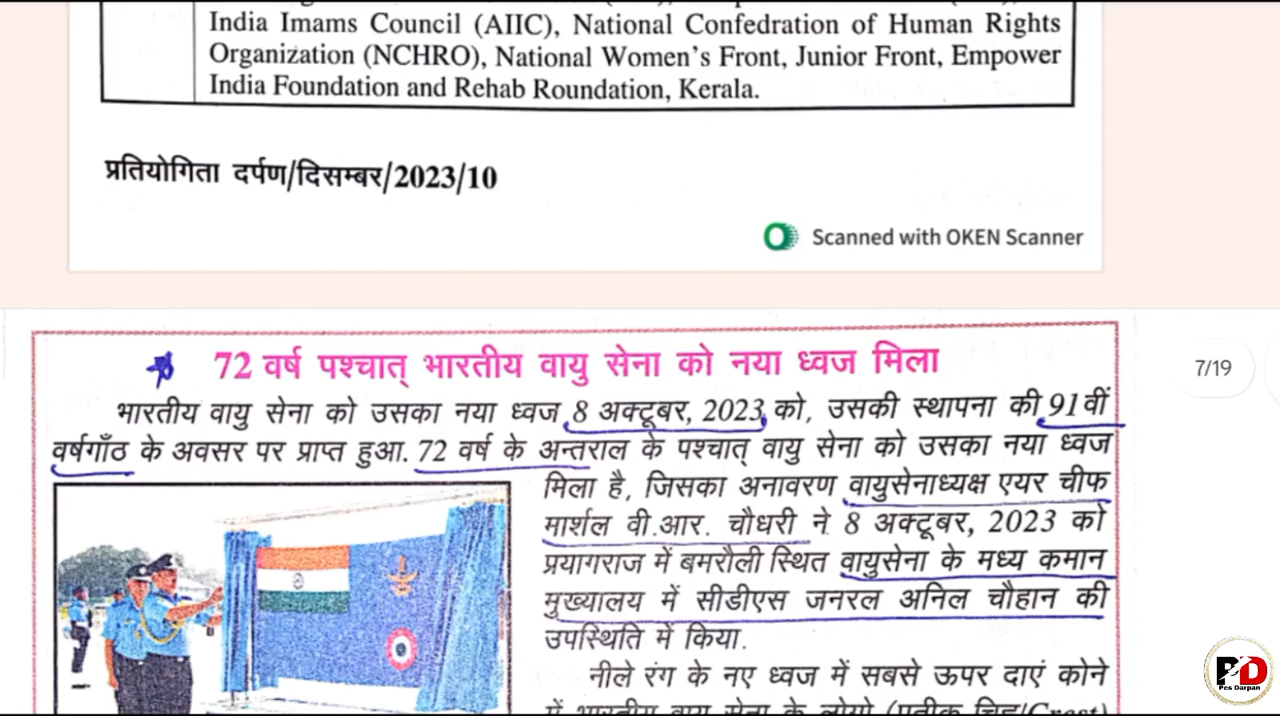 India Imams Council (AIIC), National Confedration of Human Rights
Organization (NCHRO), National Women's Front, Junior Front, Empower
India Foundation and Rehab Roundation, Kerala.
प्रतियोगिता दर्पण/दिसम्बर/2023/10
Scanned with OKEN Scanner
72 वर्ष पश्चात् भारतीय वायु सेना को नया ध्वज मिला
7/19
भारतीय वायु सेना को उसका नया ध्वज 8 अक्टूबर, 2023 को, उसकी स्थापना की 91वीं
वर्षगाँठ के अवसर पर प्राप्त हुआ. 72 वर्ष के अन्तराल के पश्चात् वायु सेना को उसका नया ध्वज
मिला है, जिसका अनावरण वायुसेनाध्यक्ष एयर चीफ
मार्शल वी.आर. चौधरी ने 8 अक्टूबर, 2023 को
प्रयागराज में बमरौली स्थित वायुसेना के मध्य कमान
मुख्यालय में सीडीएस जनरल अनिल चौहान की
उपस्थिति में किया.
नीले रंग के नए ध्वज में सबसे ऊपर दाएं कोने
में भारतीय वायु सेना के लोगो (प्रतीक चिह्न/Crest)
PD
Pcs Darpan